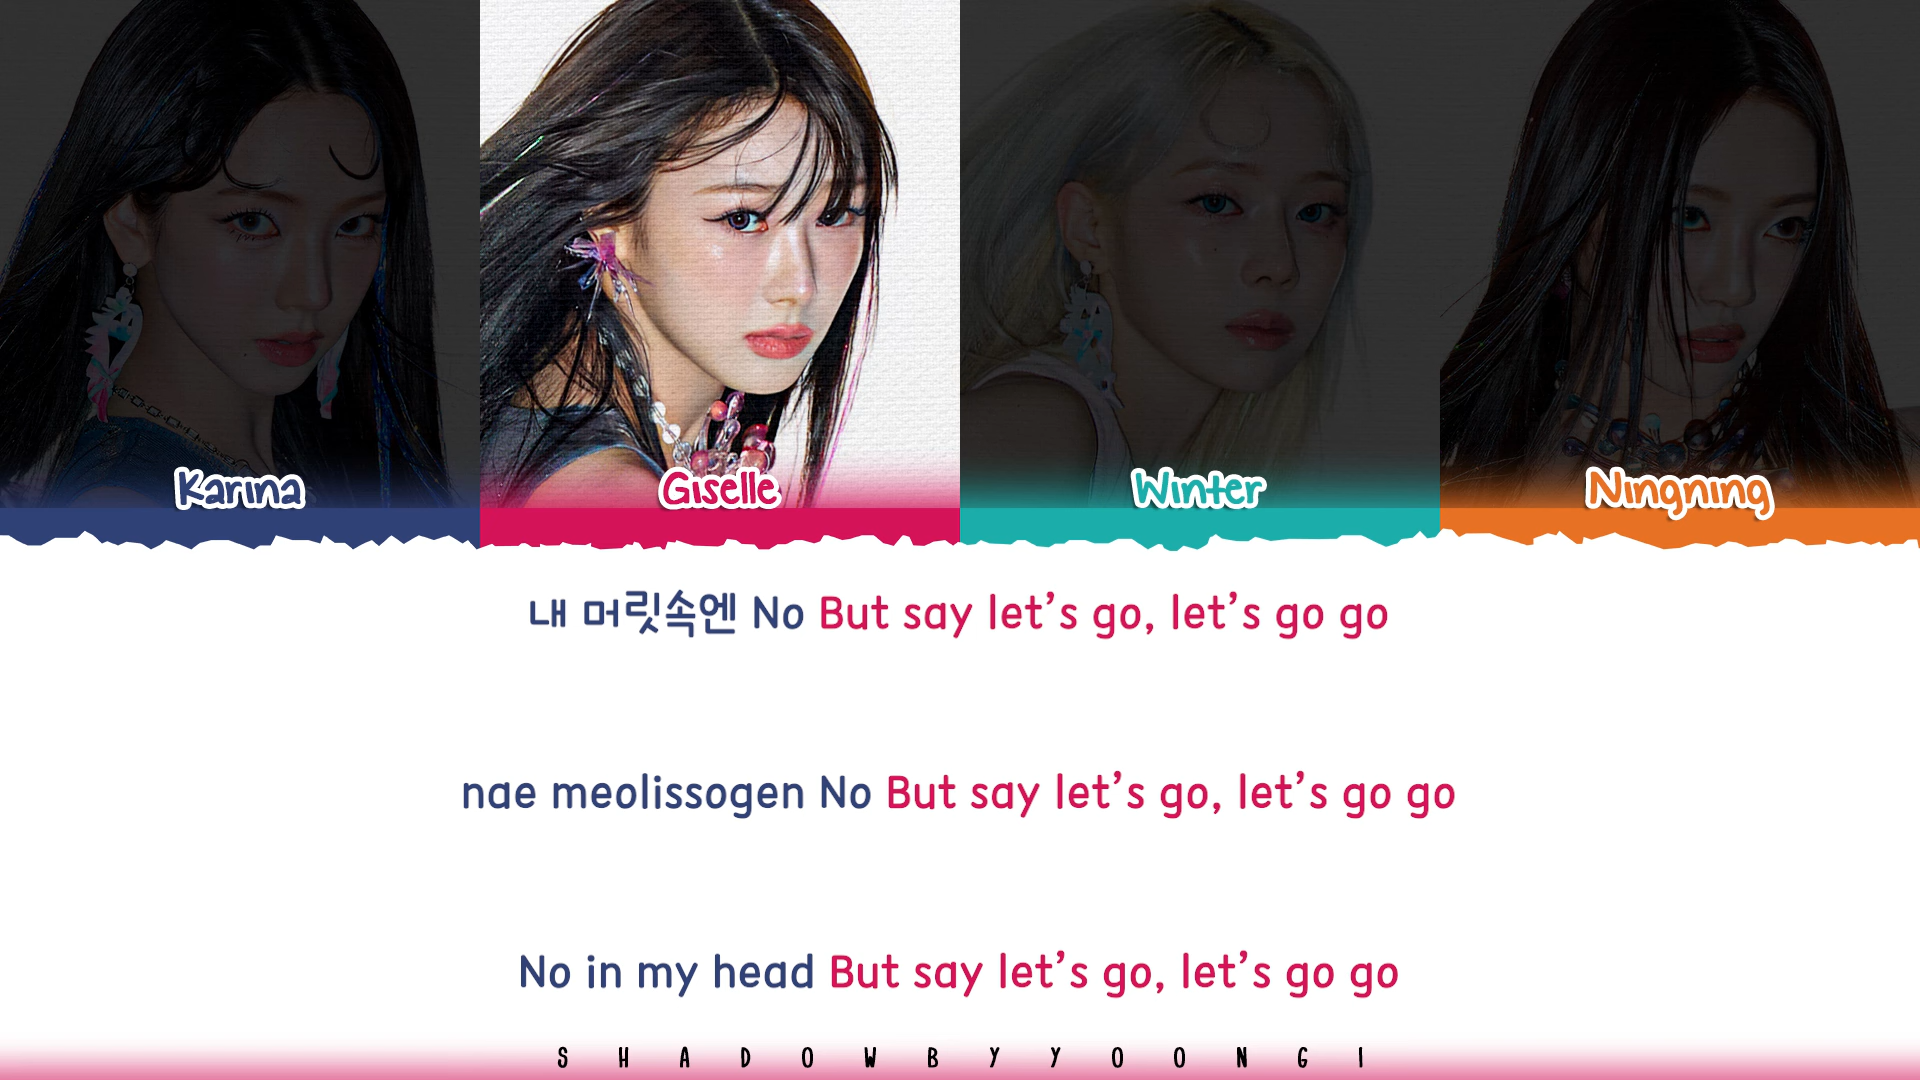 Karina
Giselle
Winter
Ningning
내 머릿속엔 No But say let’s go, let’s go go
nae meolissogen No But say let’s go, let’s go go
No in my head But say let’s go, let’s go go
SHADOWBYYOONGI